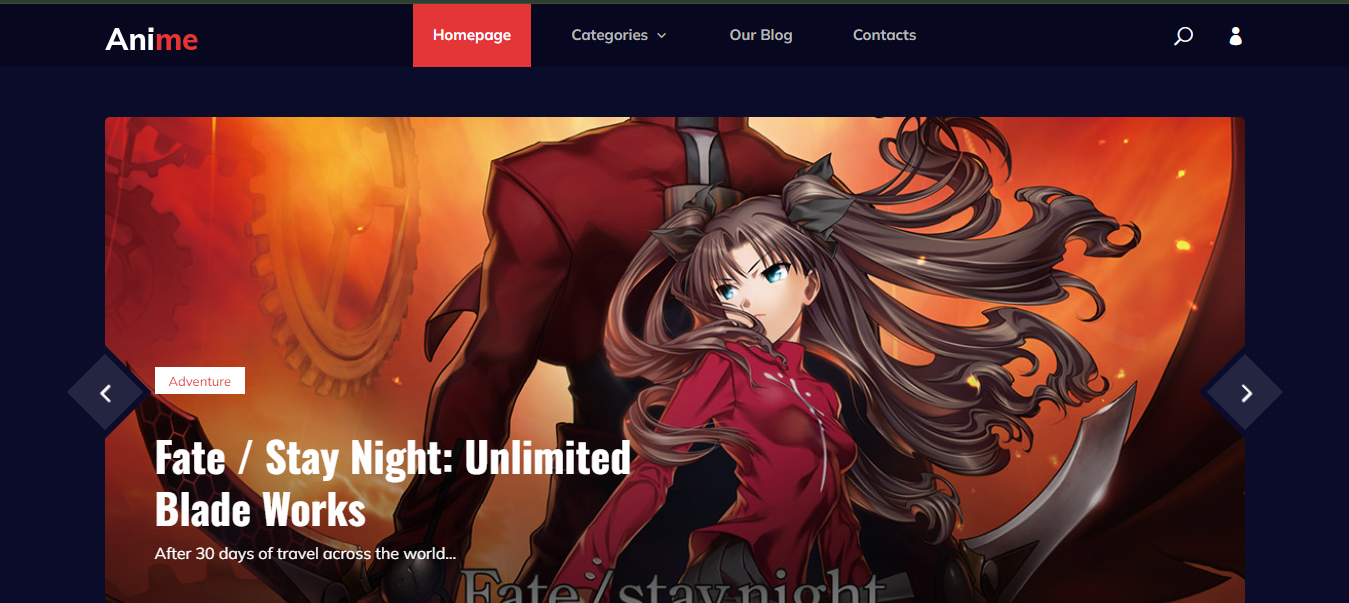 Anime
Homepage
Categories
Our Blog
Contacts
Adventure
Fate / Stay Night: Unlimited
Blade Works
After 30 days of travel across the world...
Fate/stay night